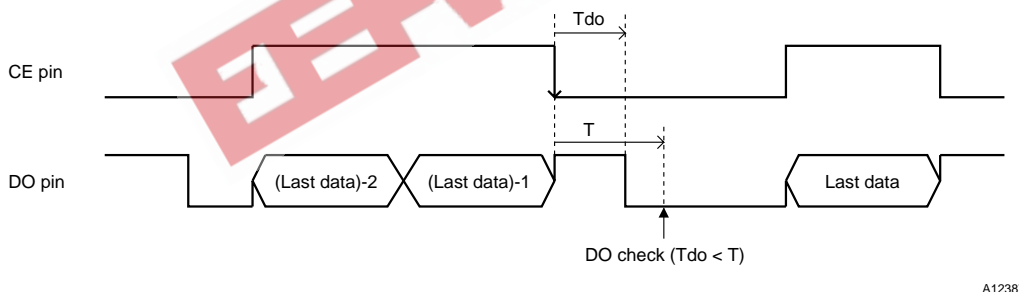 Tdo
CE pin
T
DO pin
(Last data)-2
(Last data)-1
Last data
DO check (Tdo < T)
A1238